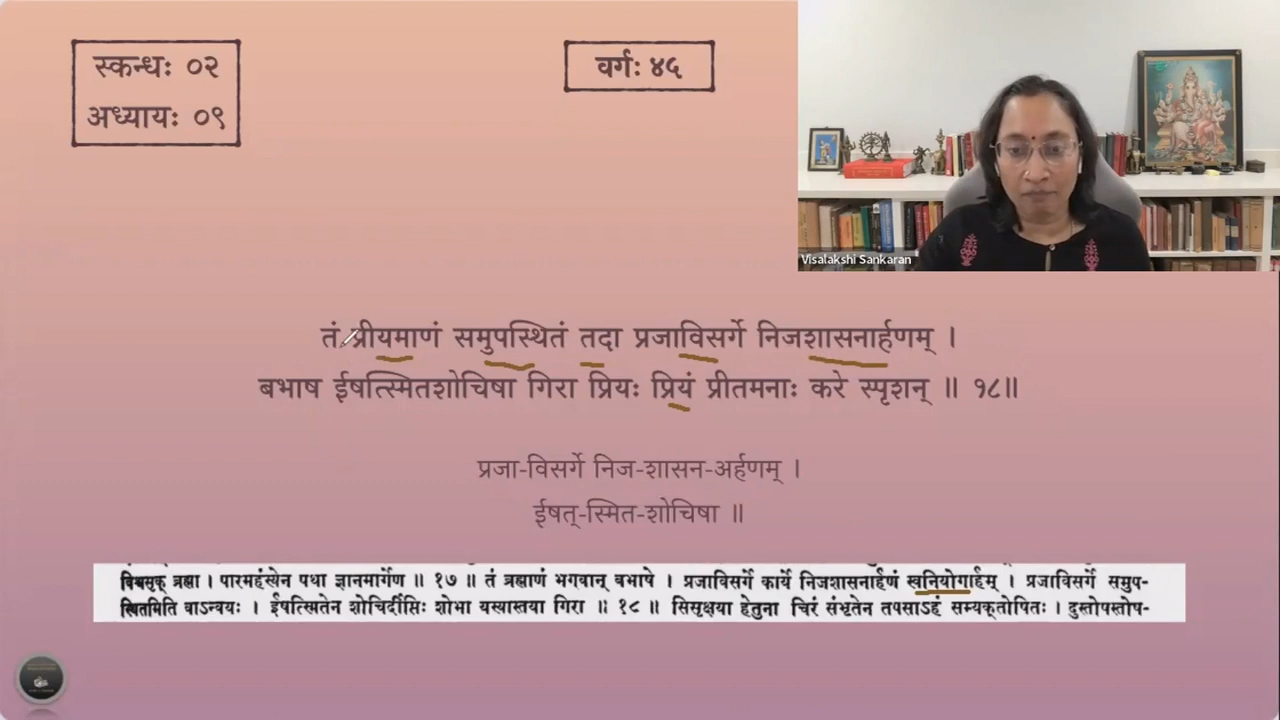 स्कन्धः ०२
अध्यायः ०९
वर्गः ४५
Visalakshi Sankaran
तं प्रीयमाणं समुपस्थितं तदा प्रजाविसर्गे निजशासनार्हणम् ।
बभाष ईषत्स्मितशोचिषा गिरा प्रियः प्रियं प्रीतमनाः करे स्पृशन् ॥ १८॥
प्रजा-विसर्गे निज-शासन-अर्हणम् ।
ईषत्-स्मित-शोचिषा ॥
विश्वसृक् ब्रह्मा । पारमहंस्येन पथा ज्ञानमार्गेण ॥ १७ ॥ तं ब्रह्माणं भगवान् बभाषे । प्रजाविसर्गे कार्ये निजशासनार्हणं स्वनियोगार्हम् । प्रजाविसर्गे समुप-
स्थितमिति वाऽन्वयः । ईषत्स्मितेन शोचिर्दीप्तिः शोभा यस्यास्तया गिरा ॥ १८ ॥ सिसृक्षया हेतुना चिरं संभृतेन तपसाऽहं सम्यक्तोषितः । दुस्तोपस्तोष-